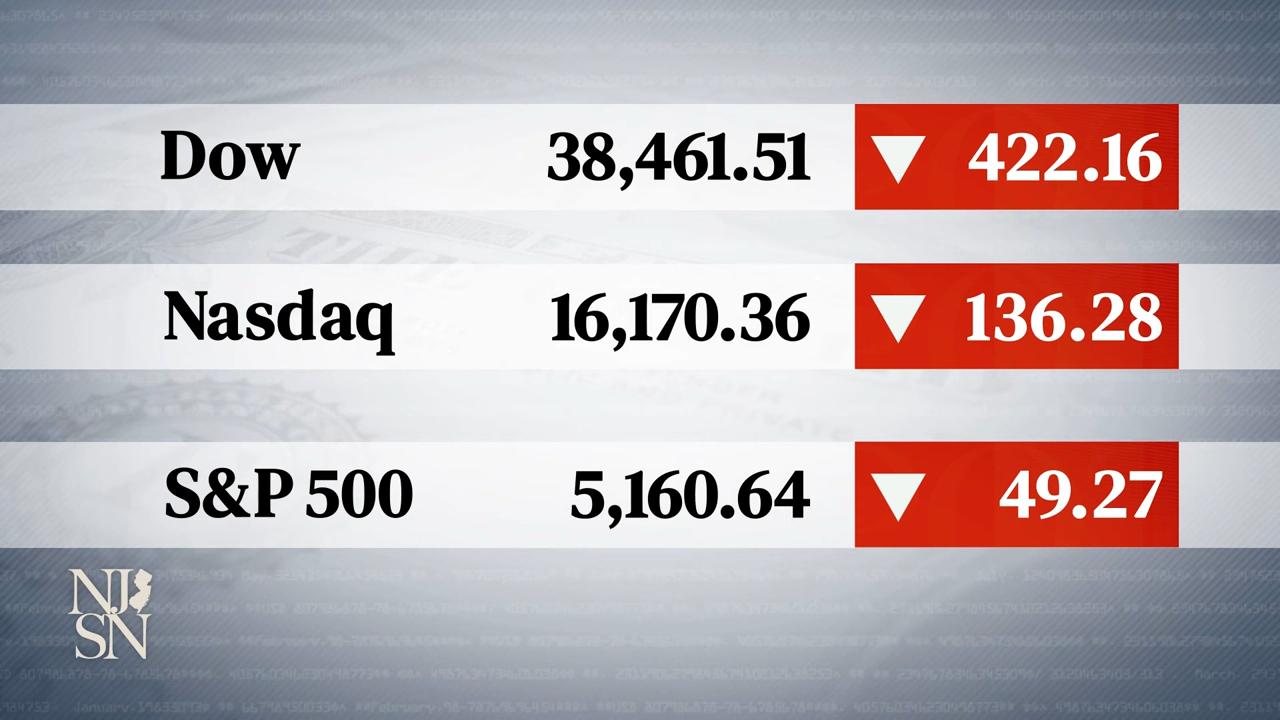 Dow 38,461.51 ▼ 422.16
Nasdaq 16,170.36 ▼ 136.28
S&P 500 5,160.64 ▼ 49.27
NJ
SN